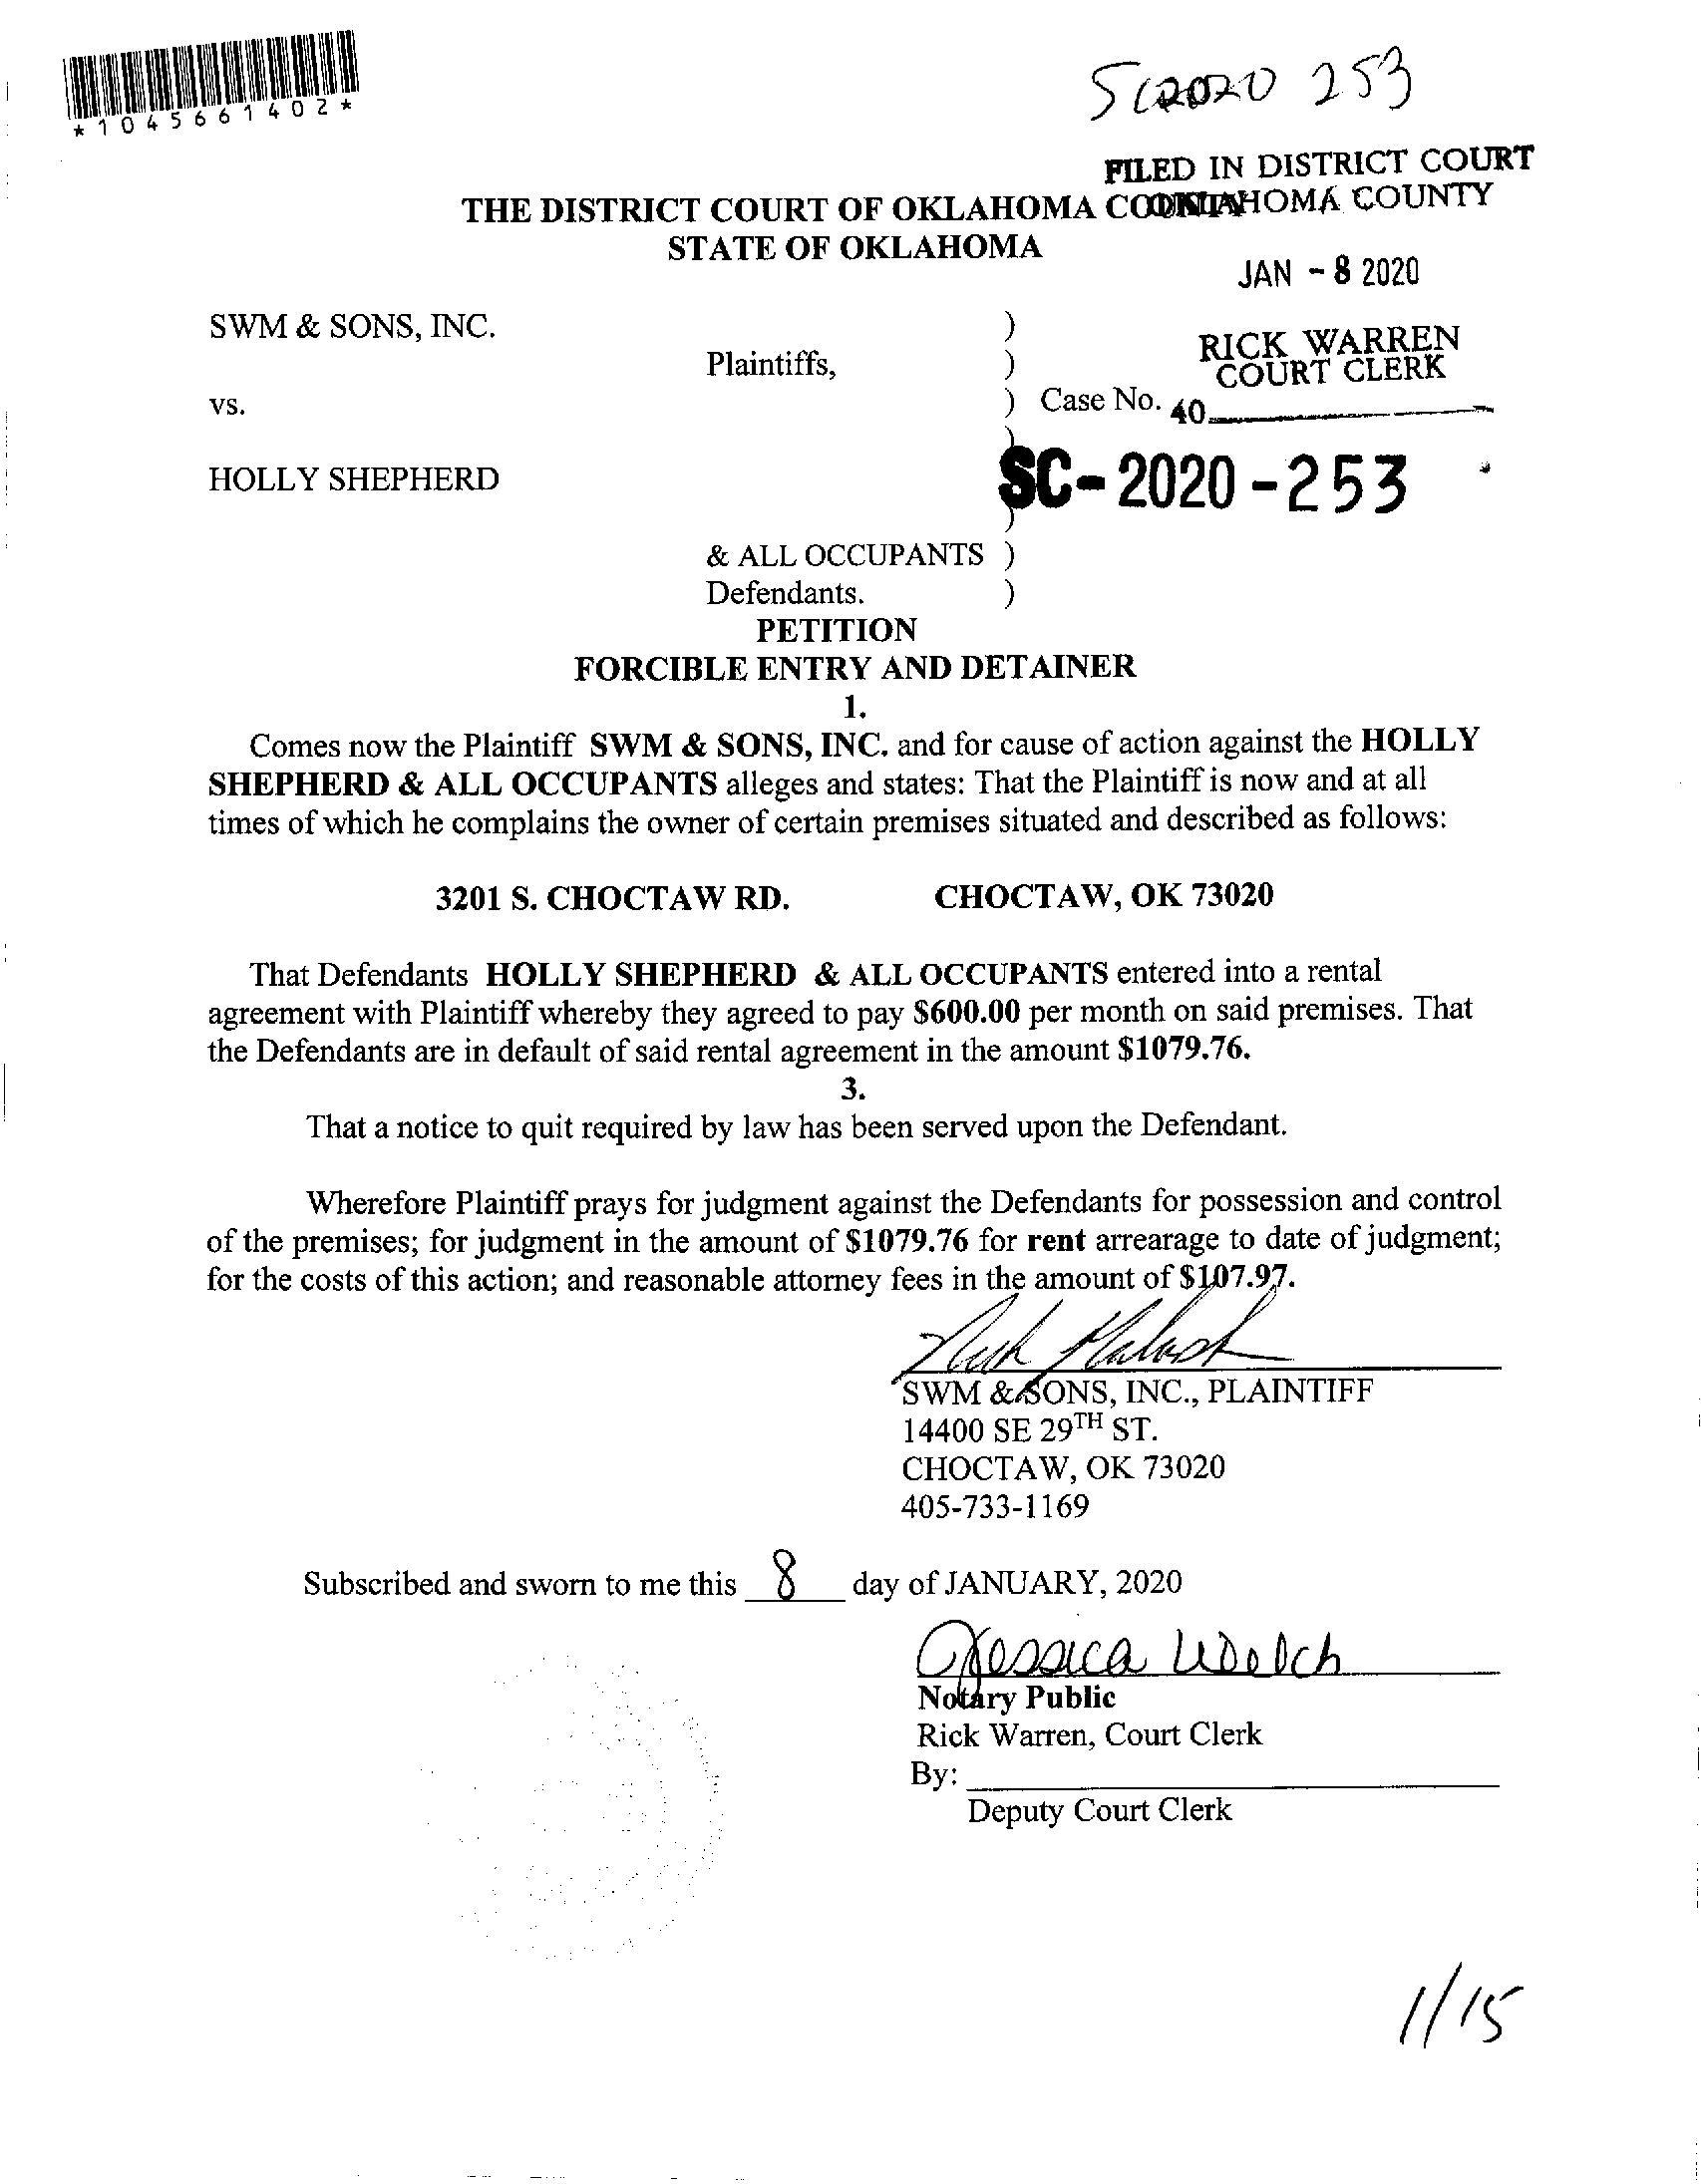 *1045661402*
SC2020 253
FILED IN DISTRICT COURT
OKLAHOMA COUNTY
THE DISTRICT COURT OF OKLAHOMA COUNTY
STATE OF OKLAHOMA
JAN - 8 2020
SWM & SONS, INC. )
Plaintiffs, )
RICK WARREN
COURT CLERK
vs. ) Case No. 40
)
HOLLY SHEPHERD
SC-2020-253
)
& ALL OCCUPANTS )
Defendants. )
PETITION
FORCIBLE ENTRY AND DETAINER
1.
Comes now the Plaintiff SWM & SONS, INC. and for cause of action against the HOLLY
SHEPHERD & ALL OCCUPANTS alleges and states: That the Plaintiff is now and at all
times of which he complains the owner of certain premises situated and described as follows:
3201 S. CHOCTAW RD. CHOCTAW, OK 73020
That Defendants HOLLY SHEPHERD & ALL OCCUPANTS entered into a rental
agreement with Plaintiff whereby they agreed to pay $600.00 per month on said premises. That
the Defendants are in default of said rental agreement in the amount $1079.76.
3.
That a notice to quit required by law has been served upon the Defendant.
Wherefore Plaintiff prays for judgment against the Defendants for possession and control
of the premises; for judgment in the amount of $1079.76 for rent arrearage to date of judgment;
for the costs of this action; and reasonable attorney fees in the amount of $107.97.
SWM & SONS, INC., PLAINTIFF
14400 SE 29TH ST.
CHOCTAW, OK 73020
405-733-1169
Subscribed and sworn to me this 8 day of JANUARY, 2020
Jessica Welch
Notary Public
Rick Warren, Court Clerk
By:
Deputy Court Clerk
1/15